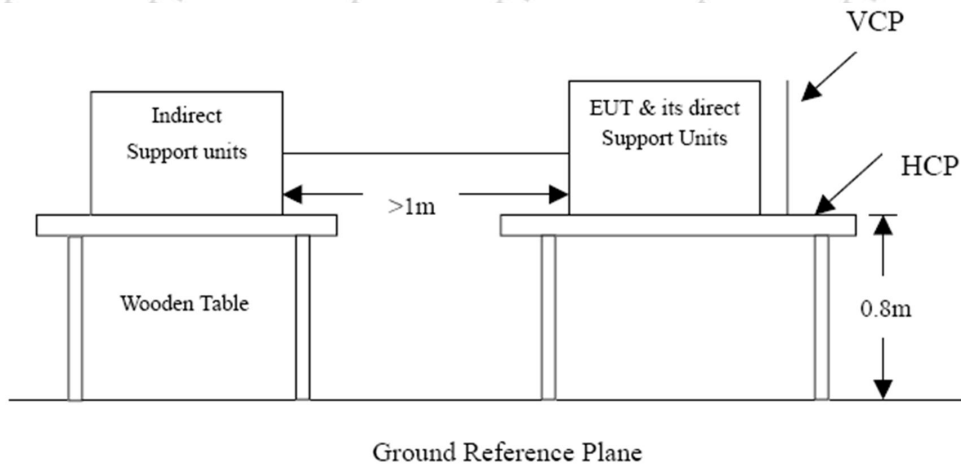 VCP
Indirect
Support units
EUT & its direct
Support Units
HCP
>1m
Wooden Table
0.8m
Ground Reference Plane